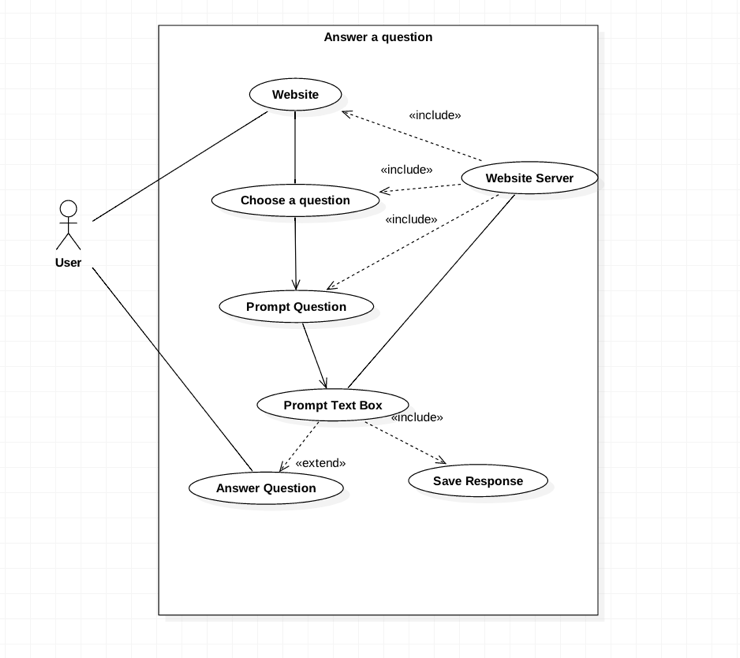 Answer a question
Website
«include»
«include»
Website Server
Choose a question
«include»
User
Prompt Question
Prompt Text Box
«include»
«extend»
Save Response
Answer Question